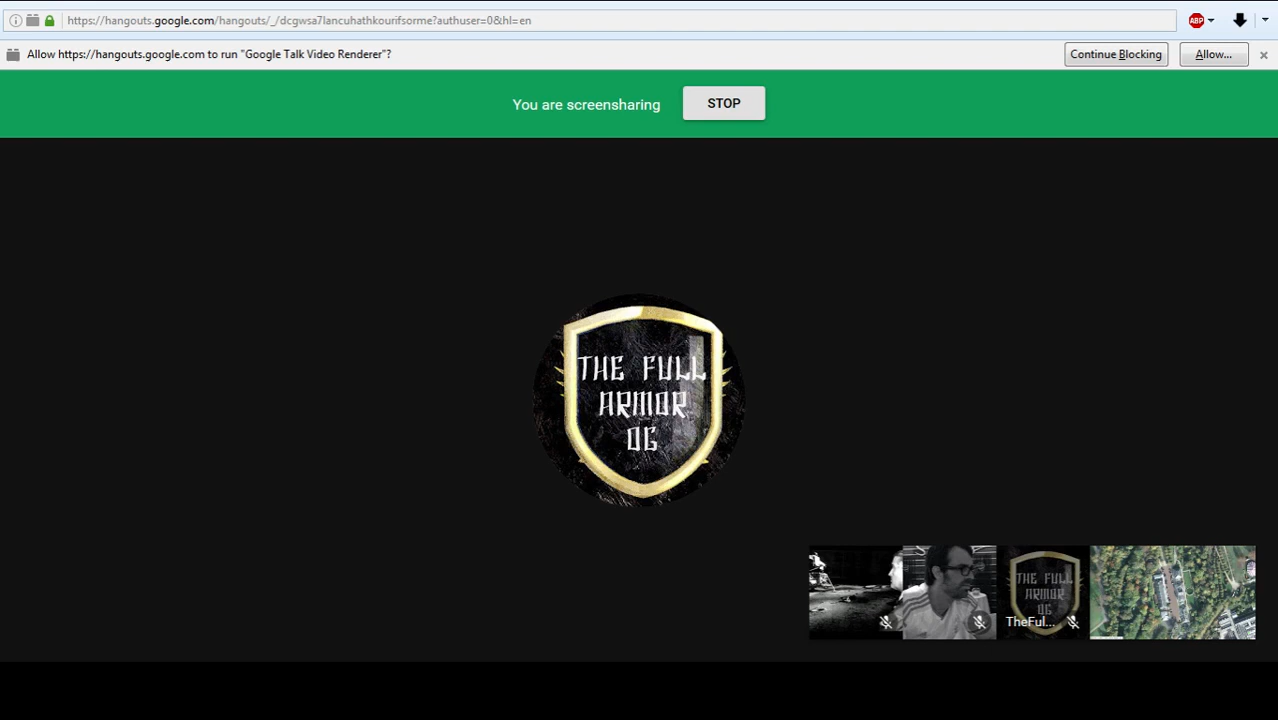 https://hangouts.google.com/hangouts/_/dcgwsa7lancuhathkourifsorme?authuser=0&hl=en
ABP
Allow https://hangouts.google.com to run "Google Talk Video Renderer"?
Continue Blocking
Allow...
You are screensharing
STOP
THE FULL
ARMOR
OG
THE FULL
ARMOR
OG
TheFul...